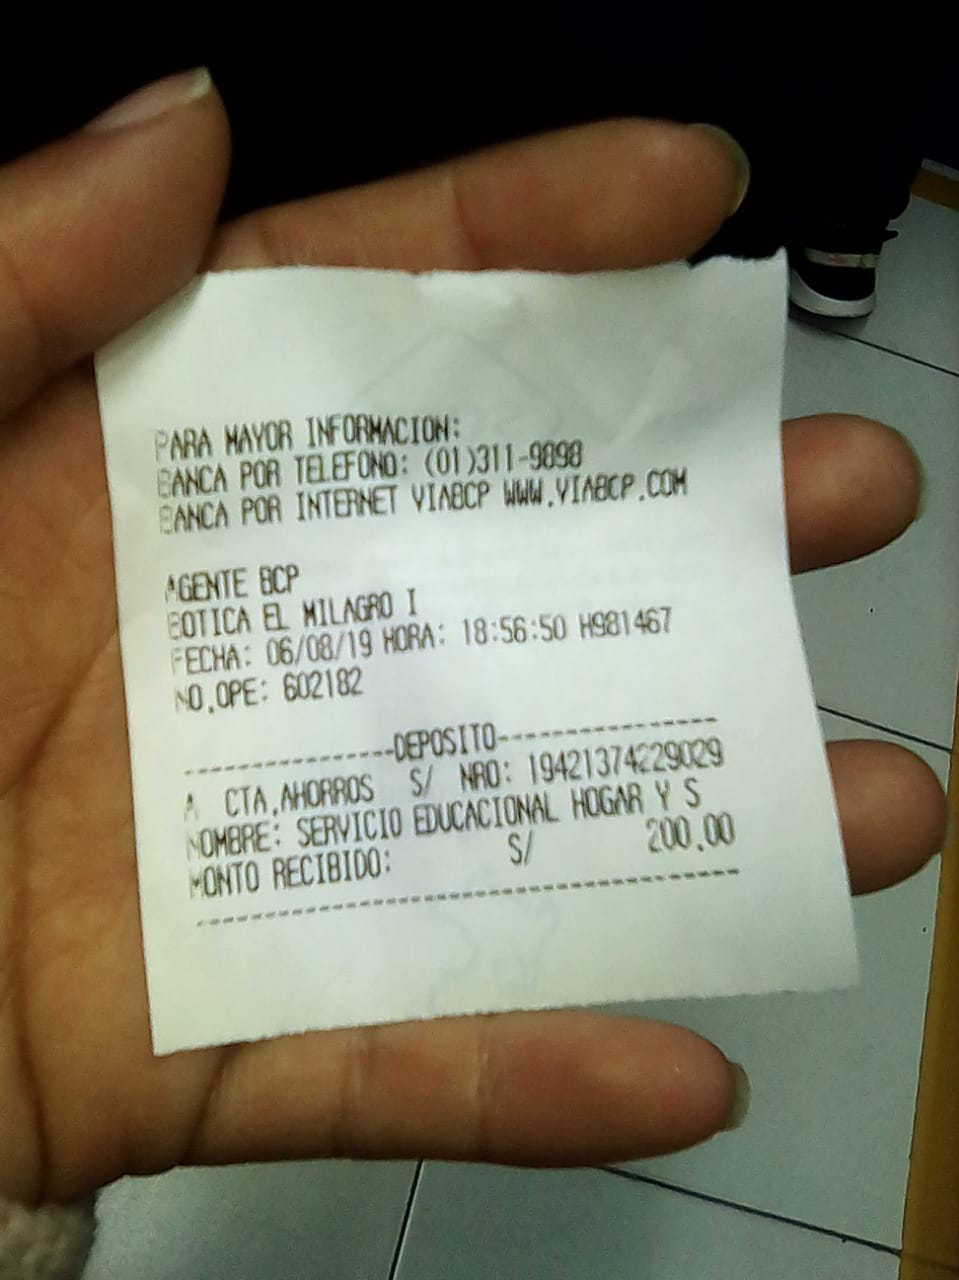 PARA MAYOR INFORMACION:
BANCA POR TELEFONO: (01)311-9898
BANCA POR INTERNET VIABCP WWW.VIABCP.COM
AGENTE BCP
BOTICA EL MILAGRO I
FECHA: 06/08/19 HORA: 18:56:50 H981467
NO.OPE: 602182
----------------DEPOSITO----------------
A CTA.AHORROS S/ NRO: 19421374229029
NOMBRE: SERVICIO EDUCACIONAL HOGAR Y S
MONTO RECIBIDO: S/ 200.00
----------------------------------------